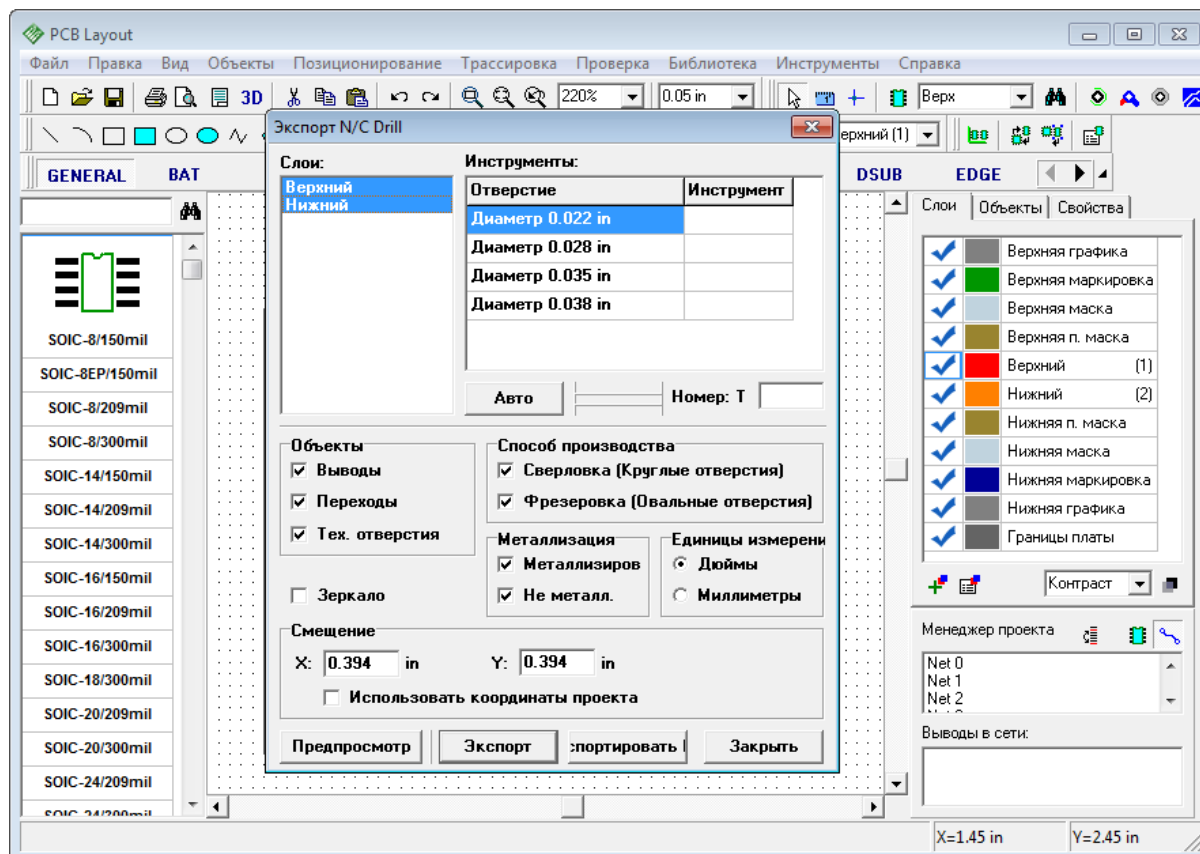 PCB Layout
Файл Правка Вид Объекты Позиционирование Трассировка Проверка Библиотека Инструменты Справка
3D 220% 0.05 in Верх
Экспорт N/C Drill
ерхний (1)
GENERAL BAT DSUB EDGE
Слои:
Верхний
Нижний
Инструменты:
Отверстие Инструмент
Диаметр 0.022 in
Диаметр 0.028 in
Диаметр 0.035 in
Диаметр 0.038 in
Авто Номер: T
Объекты
Выводы
Переходы
Тех. отверстия
Зеркало
Способ производства
Сверловка (Круглые отверстия)
Фрезеровка (Овальные отверстия)
Металлизация
Металлизиров
Не металл.
Единицы измерени
Дюймы
Миллиметры
Смещение
X: 0.394 in Y: 0.394 in
Использовать координаты проекта
Предпросмотр Экспорт :портировать Закрыть
SOIC-8/150mil
SOIC-8EP/150mil
SOIC-8/209mil
SOIC-8/300mil
SOIC-14/150mil
SOIC-14/209mil
SOIC-14/300mil
SOIC-16/150mil
SOIC-16/209mil
SOIC-16/300mil
SOIC-18/300mil
SOIC-20/209mil
SOIC-20/300mil
SOIC-24/209mil
SOIC-24/300mil
Слои Объекты Свойства
Верхняя графика
Верхняя маркировка
Верхняя маска
Верхняя п. маска
Верхний (1)
Нижний (2)
Нижняя п. маска
Нижняя маска
Нижняя маркировка
Нижняя графика
Границы платы
Контраст
Менеджер проекта
Net 0
Net 1
Net 2
Выводы в сети:
X=1.45 in Y=2.45 in